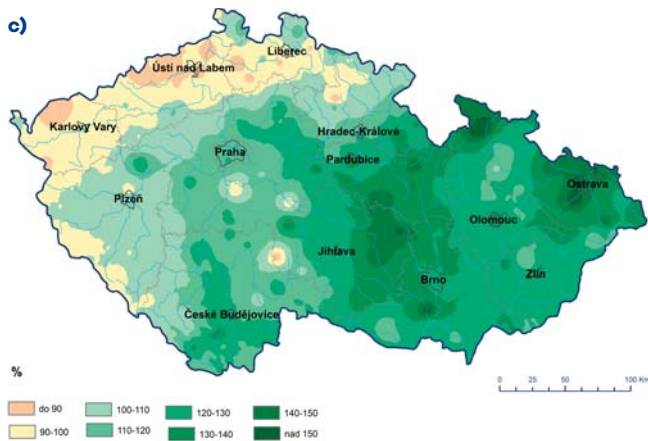 c)
Liberec
Ústí nad Labem
Karlovy Vary
Hradec-Králové
Praha
Pardubice
Ostrava
Plzeň
Olomouc
Jihlava
Zlín
Brno
České Budějovice
%
do 90
100-110
120-130
140-150
90-100
110-120
130-140
nad 150
0 25 50 100 Km